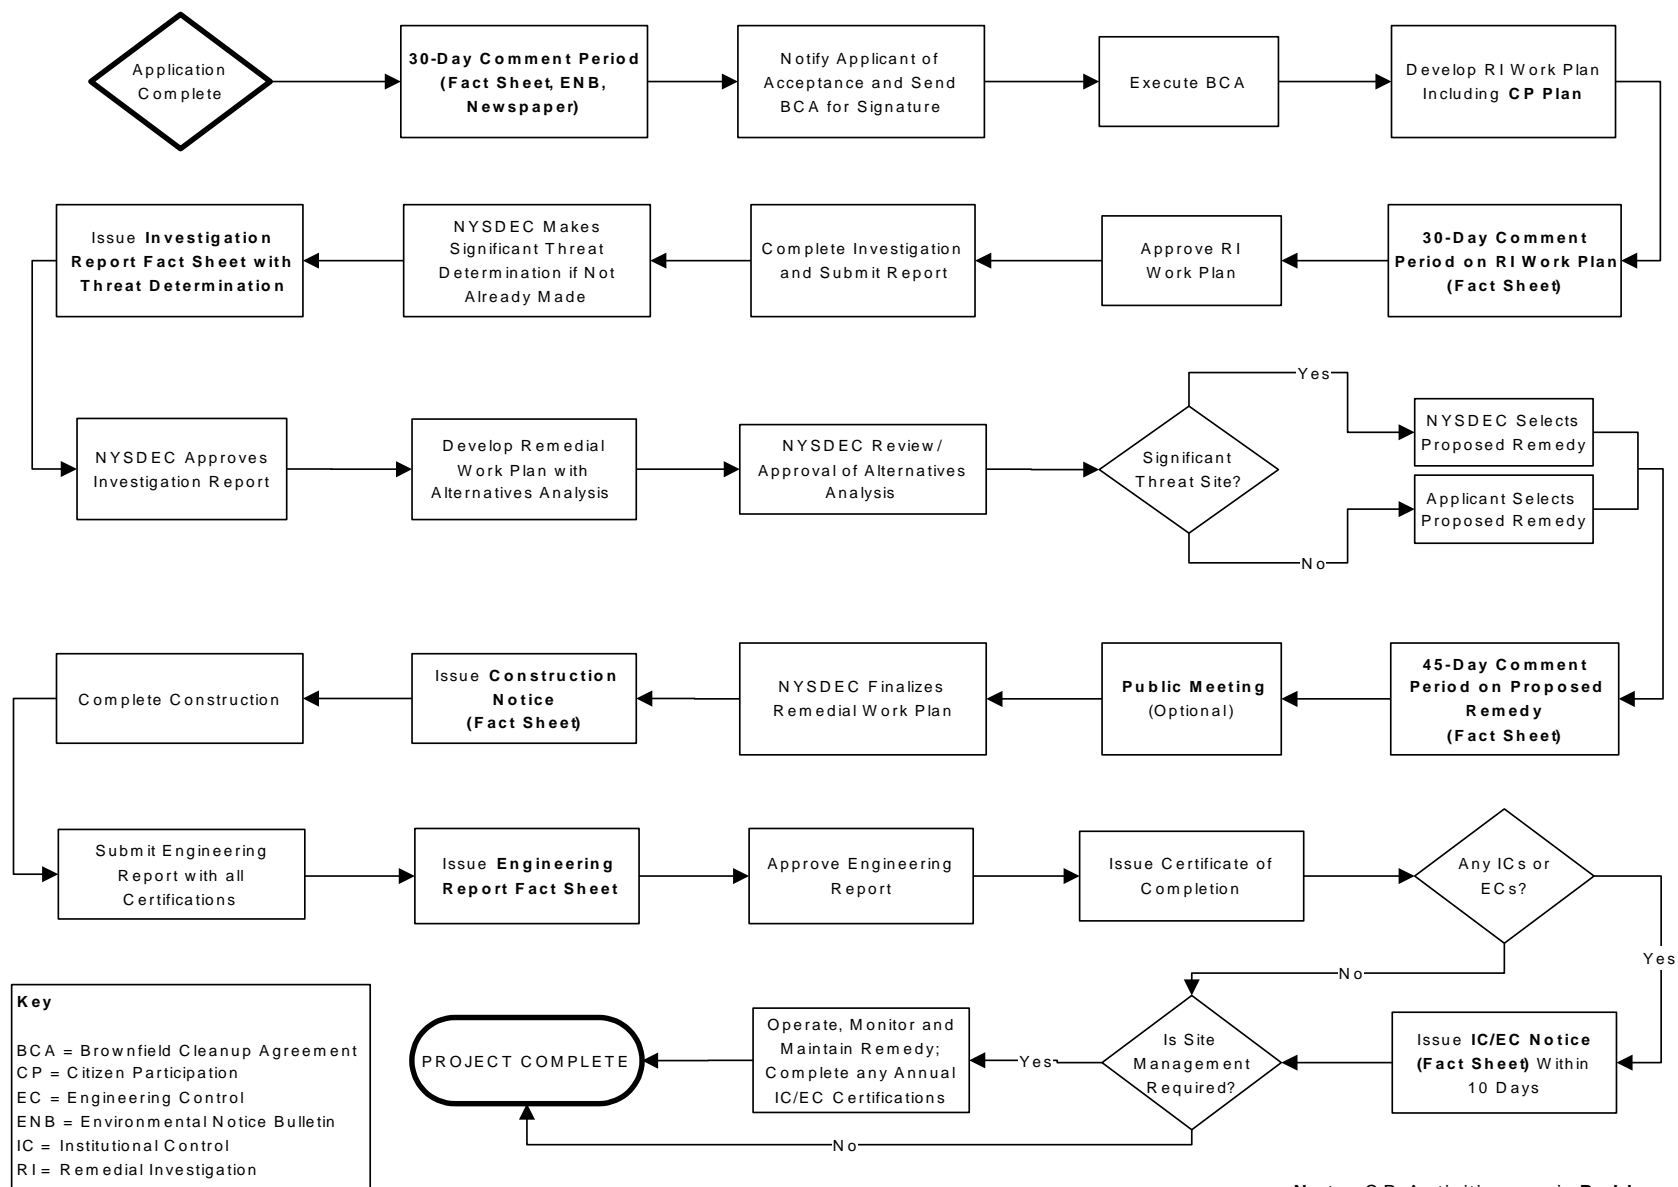 Application
Complete
30-Day Comment Period
(Fact Sheet, ENB,
Newspaper)
Notify Applicant of
Acceptance and Send
BCA for Signature
Execute BCA
Develop RI Work Plan
Including CP Plan
Issue Investigation
Report Fact Sheet with
Threat Determination
NYSDEC Makes
Significant Threat
Determination if Not
Already Made
Complete Investigation
and Submit Report
Approve RI
Work Plan
30-Day Comment
Period on RI Work Plan
(Fact Sheet)
Yes
NYSDEC Approves
Investigation Report
Develop Remedial
Work Plan with
Alternatives Analysis
NYSDEC Review/
Approval of Alternatives
Analysis
Significant
Threat Site?
NYSDEC Selects
Proposed Remedy
Applicant Selects
Proposed Remedy
No
Complete Construction
Issue Construction
Notice
(Fact Sheet)
NYSDEC Finalizes
Remedial Work Plan
Public Meeting
(Optional)
45-Day Comment
Period on Proposed
Remedy
(Fact Sheet)
Submit Engineering
Report with all
Certifications
Issue Engineering
Report Fact Sheet
Approve Engineering
Report
Issue Certificate of
Completion
Any ICs or
ECs?
Yes
No
Key
BCA = Brownfield Cleanup Agreement
CP = Citizen Participation
EC = Engineering Control
ENB = Environmental Notice Bulletin
IC = Institutional Control
RI = Remedial Investigation
PROJECT COMPLETE
Operate, Monitor and
Maintain Remedy;
Complete any Annual
IC/EC Certifications
Yes
Is Site
Management
Required?
Issue IC/EC Notice
(Fact Sheet) Within
10 Days
No